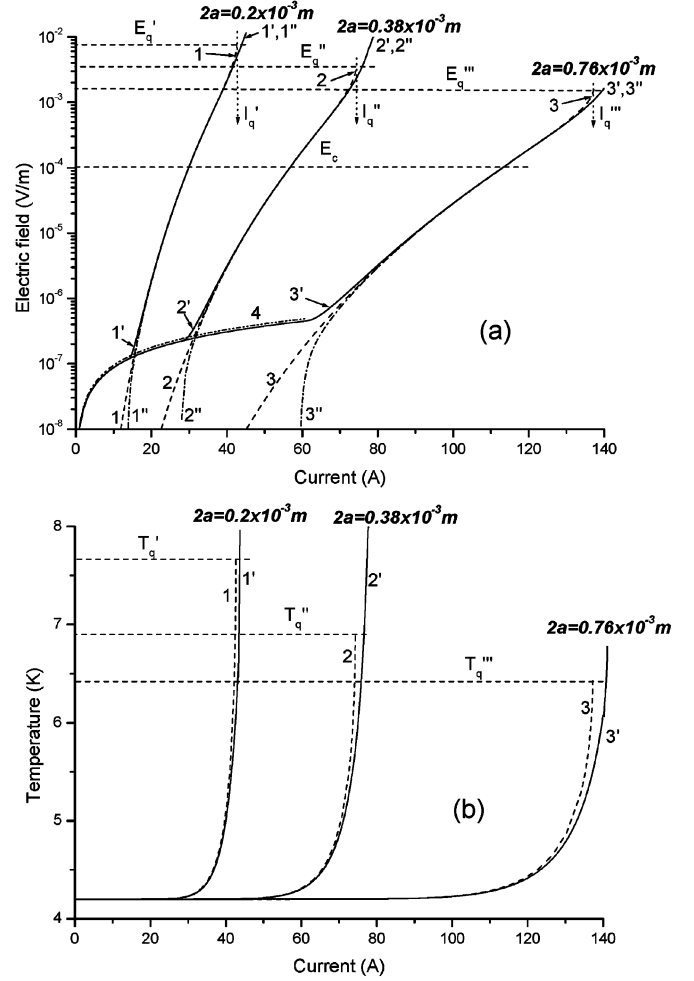 2a=0.2x10⁻³m
2a=0.38x10⁻³m
2a=0.76x10⁻³m
1',1''
2',2''
3',3''
E_q'
E_q''
E_q'''
1
2
3
I_q'
I_q''
I_q'''
E_c
10⁻²
10⁻³
10⁻⁴
10⁻⁵
10⁻⁶
10⁻⁷
10⁻⁸
Electric field (V/m)
1'
2'
3'
4
(a)
1
1''
2
2''
3
3''
0 20 40 60 80 100 120 140
Current (A)
2a=0.2x10⁻³m
2a=0.38x10⁻³m
2a=0.76x10⁻³m
T_q'
T_q''
T_q'''
1
1'
2
2'
3
3'
8
7
6
5
4
Temperature (K)
(b)
0 20 40 60 80 100 120 140
Current (A)